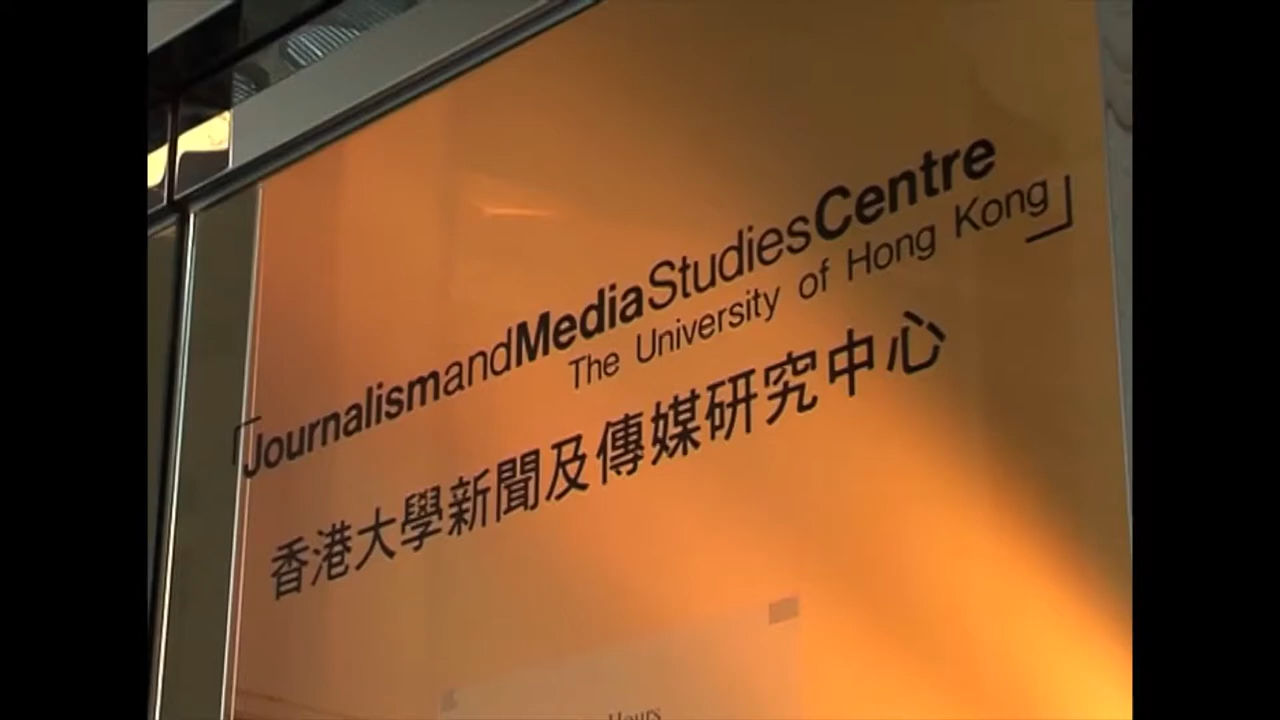 JournalismandMediaStudiesCentre
The University of Hong Kong
香港大學新聞及傳媒研究中心
Hours